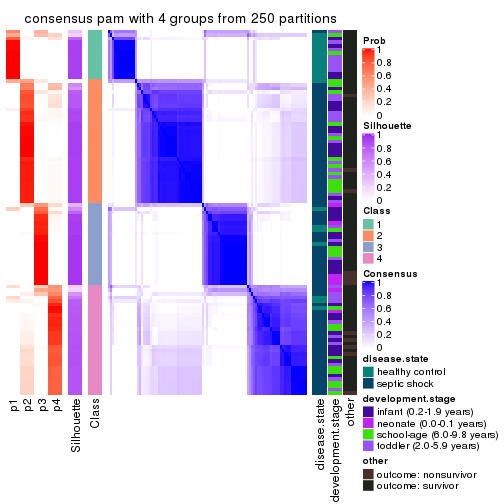 consensus pam with 4 groups from 250 partitions
p1
p2
p3
p4
Silhouette
Class
disease.state
development.stage
other
Prob
1
0.8
0.6
0.4
0.2
0
Silhouette
1
0.8
0.6
0.4
0.2
0
Class
1
2
3
4
Consensus
1
0.8
0.6
0.4
0.2
0
disease.state
healthy control
septic shock
development.stage
infant (0.2-1.9 years)
neonate (0.0-0.1 years)
school-age (6.0-9.8 years)
toddler (2.0-5.9 years)
other
outcome: nonsurvivor
outcome: survivor